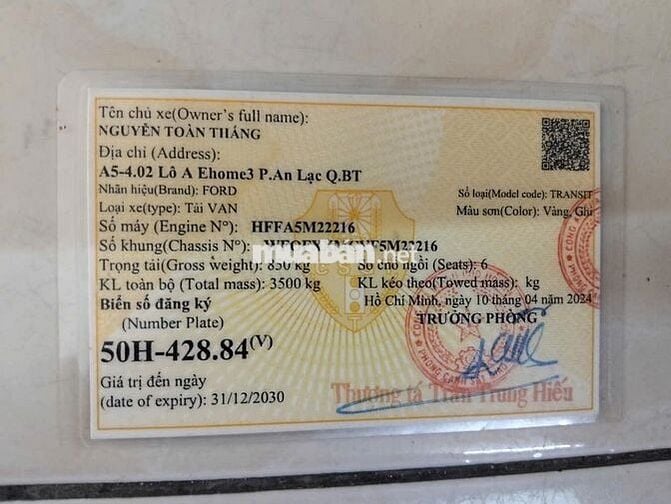 Tên chủ xe(Owner's full name):
NGUYỄN TOÀN THẮNG
Địa chỉ (Address):
A5-4.02 Lô A Ehome3 P.An Lạc Q.BT
Nhãn hiệu(Brand): FORD
Số loại(Model code): TRANSIT
Loại xe(type): Tải VAN
Màu sơn(Color): Vàng, Ghi
Số máy (Engine N°): HFFA5M22216
Số khung(Chassis N°):
muaban.net
Trọng tải(Gross weight): 850 kg
Số chỗ ngồi (Seats): 6
KL toàn bộ (Total mass): 3500 kg
KL kéo theo(Towed mass): kg
Biển số đăng ký
Hồ Chí Minh, ngày 10 tháng 04 năm 2024
(Number Plate)
TRƯỞNG PHÒNG
50H-428.84(V)
Giá trị đến ngày
(date of expiry): 31/12/2030
Thượng tá Trần Trung Hiếu